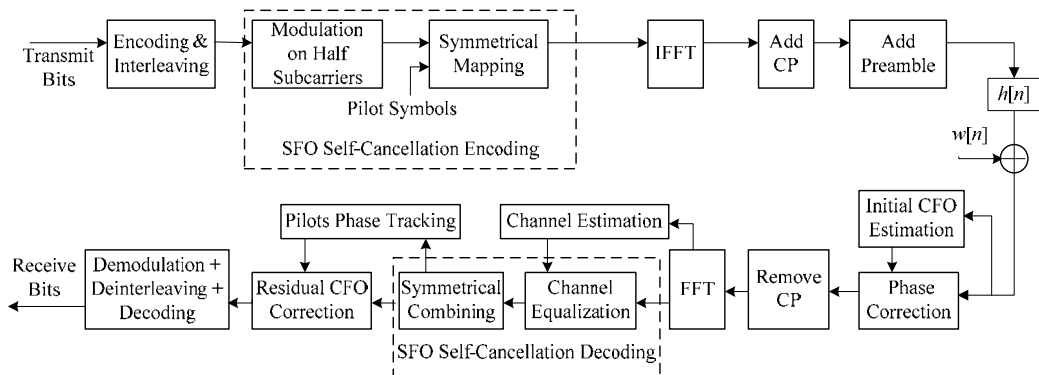 Transmit
Bits
Encoding &
Interleaving
Modulation
on Half
Subcarriers
Pilot Symbols
Symmetrical
Mapping
SFO Self-Cancellation Encoding
IFFT
Add
CP
Add
Preamble
h[n]
w[n]
Initial CFO
Estimation
Phase
Correction
Remove
CP
FFT
Channel Estimation
Channel
Equalization
Symmetrical
Combining
SFO Self-Cancellation Decoding
Pilots Phase Tracking
Residual CFO
Correction
Demodulation +
Deinterleaving +
Decoding
Receive
Bits